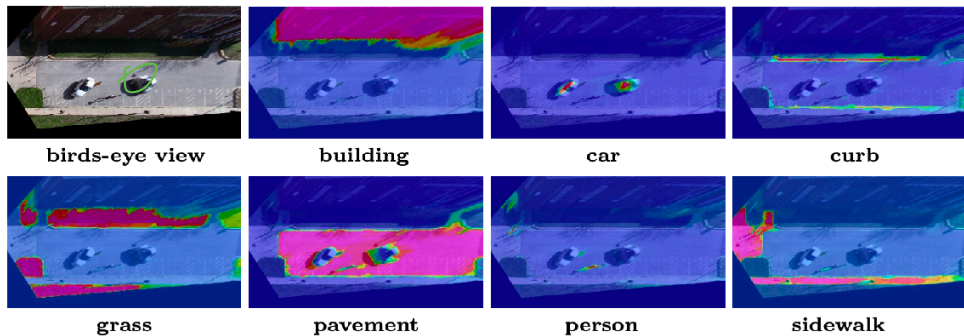 birds-eye view
building
car
curb
grass
pavement
person
sidewalk